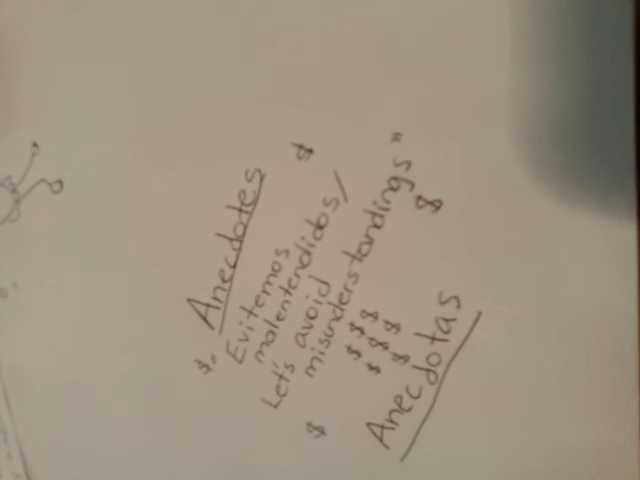 $. Anecdotes
Evitemos
malentendidos/ $
Let's avoid
misunderstandings"
$ $$$ $
$$$
$
Anecdotas